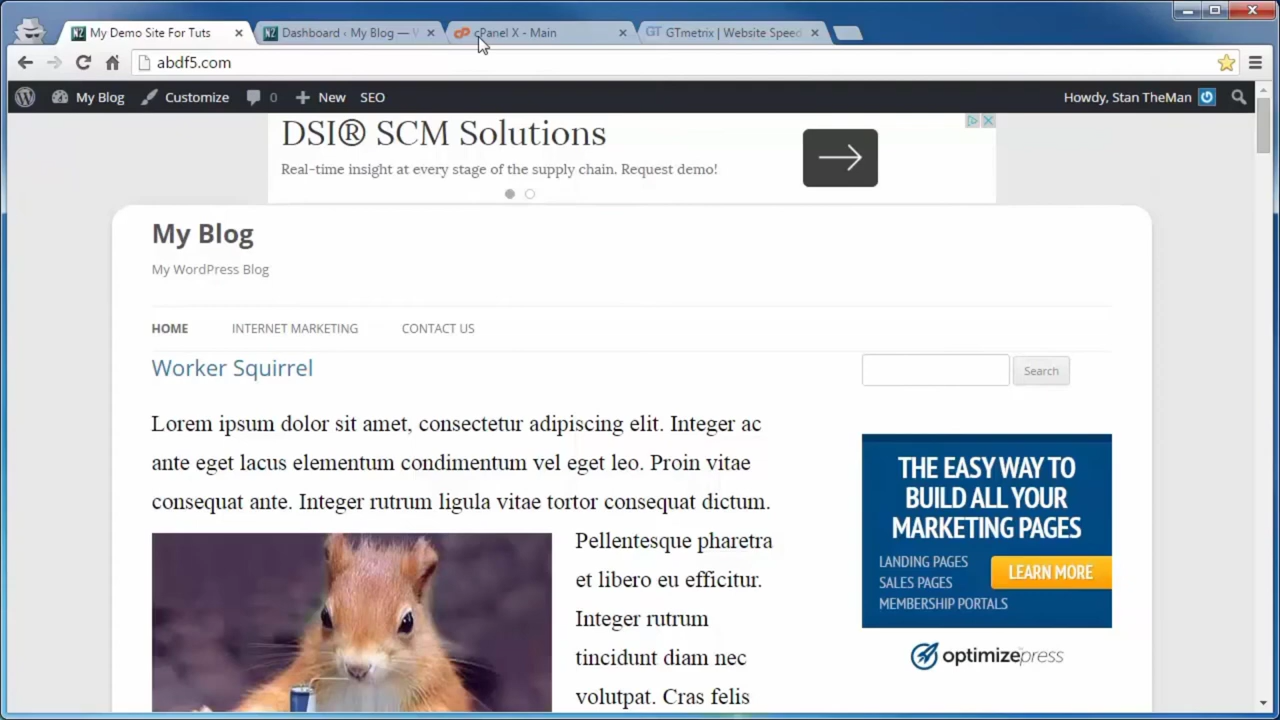 My Demo Site For Tuts
Dashboard ‹ My Blog —
cPanel X - Main
GTmetrix | Website Speed
abdf5.com
My Blog
Customize
0
New
SEO
Howdy, Stan TheMan
DSI® SCM Solutions
Real-time insight at every stage of the supply chain. Request demo!
My Blog
My WordPress Blog
HOME
INTERNET MARKETING
CONTACT US
Worker Squirrel
Search
Lorem ipsum dolor sit amet, consectetur adipiscing elit. Integer ac
ante eget lacus elementum condimentum vel eget leo. Proin vitae
consequat ante. Integer rutrum ligula vitae tortor consequat dictum.
Pellentesque pharetra
et libero eu efficitur.
Integer rutrum
tincidunt diam nec
volutpat. Cras felis
THE EASY WAY TO
BUILD ALL YOUR
MARKETING PAGES
LANDING PAGES
SALES PAGES
MEMBERSHIP PORTALS
LEARN MORE
optimizepress